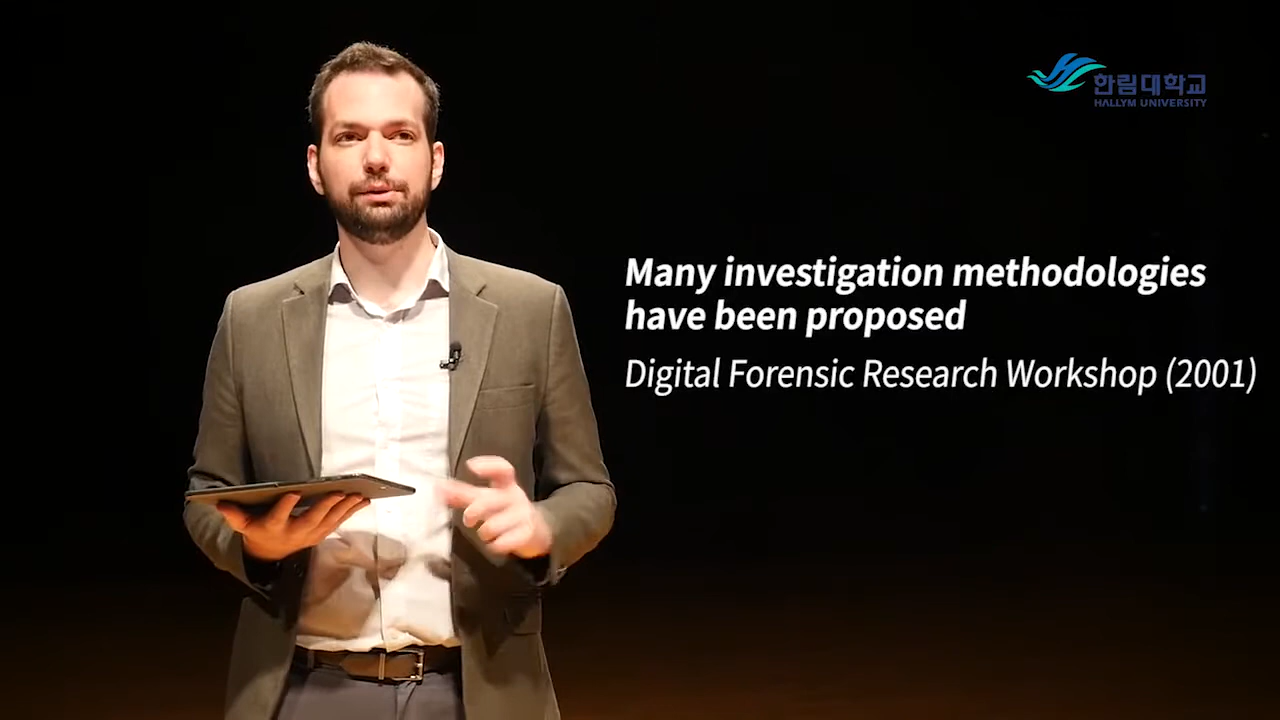 한림대학교
HALLYM UNIVERSITY
Many investigation methodologies
have been proposed
Digital Forensic Research Workshop (2001)